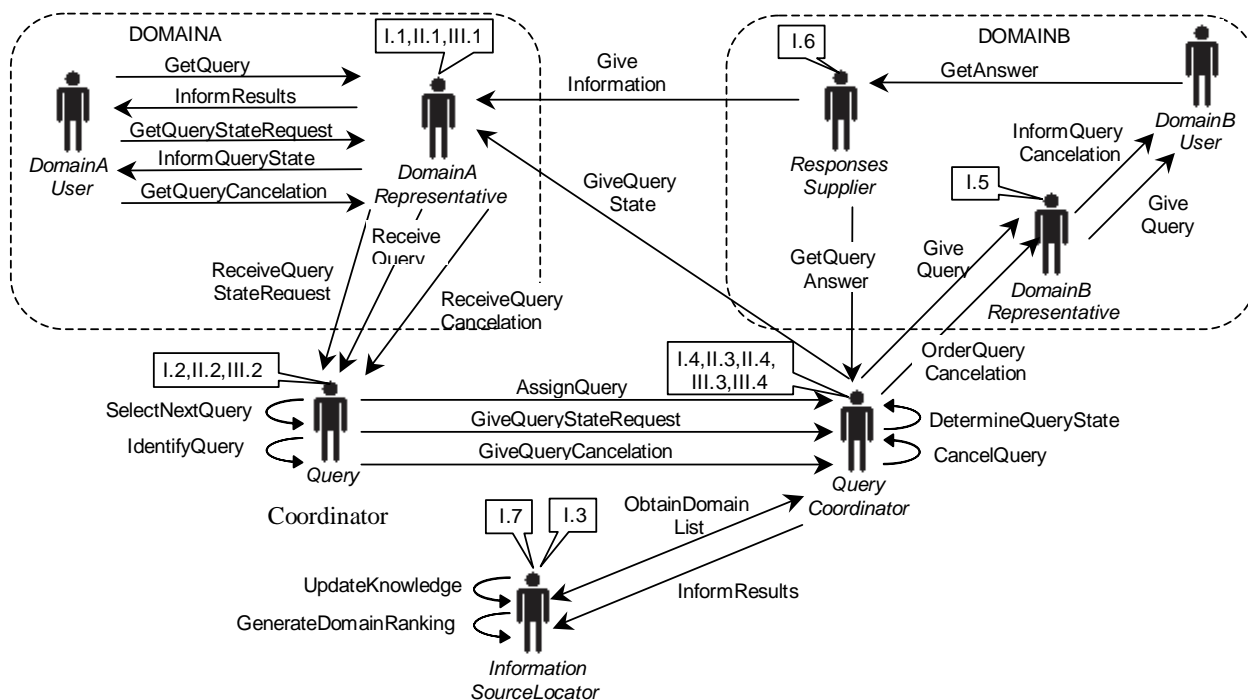 DOMAINA
I.1,II.1,III.1
GetQuery
InformResults
GetQueryStateRequest
InformQueryState
GetQueryCancelation
DomainA
User
DomainA
Representative
Give
Information
I.6
DOMAINB
GetAnswer
Responses
Supplier
DomainB
User
InformQuery
Cancelation
I.5
Give
Query
DomainB
Representative
GiveQuery
State
Receive
Query
ReceiveQuery
StateRequest
ReceiveQuery
Cancelation
GetQuery
Answer
Give
Query
OrderQuery
Cancelation
I.2,II.2,III.2
I.4,II.3,II.4,
III.3,III.4
SelectNextQuery
IdentifyQuery
Query
Coordinator
AssignQuery
GiveQueryStateRequest
GiveQueryCancelation
DetermineQueryState
CancelQuery
Query
Coordinator
I.7
I.3
ObtainDomain
List
InformResults
UpdateKnowledge
GenerateDomainRanking
Information
SourceLocator